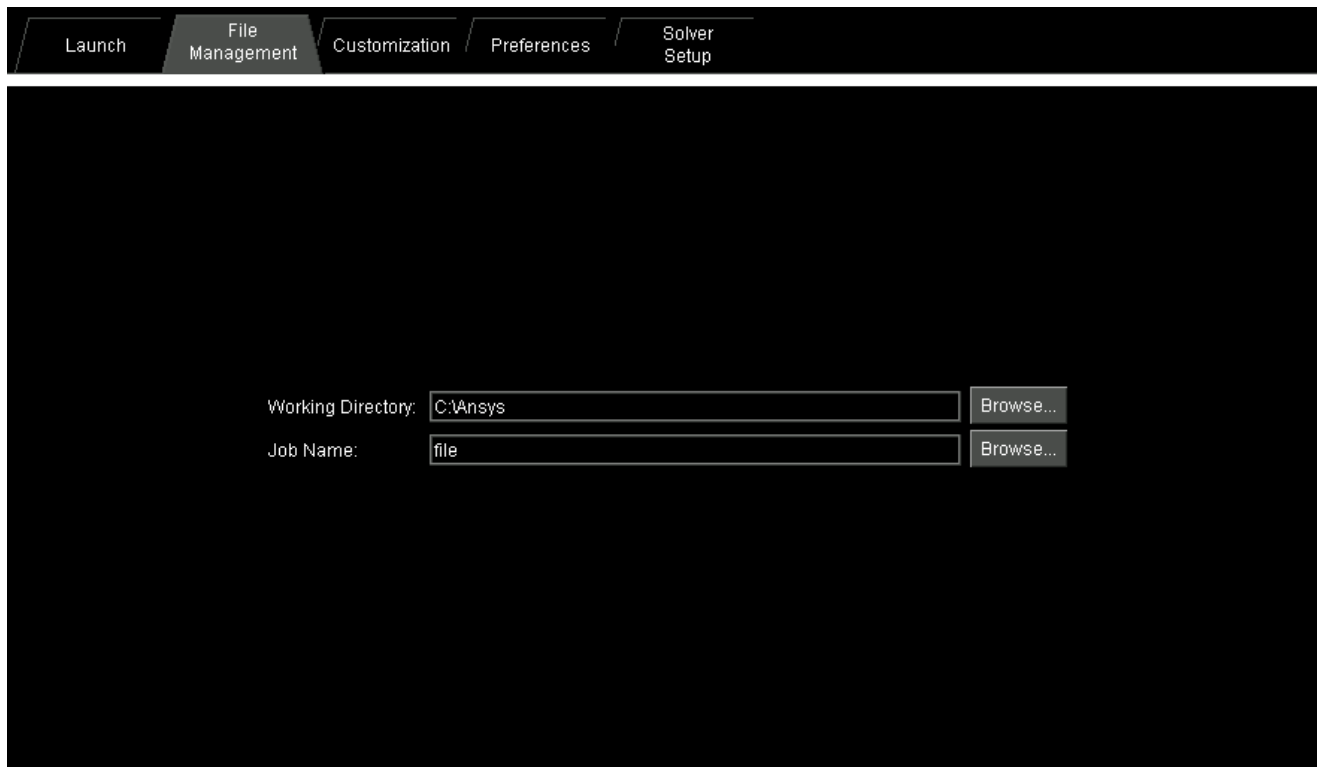 Launch
File
Management
Customization
Preferences
Solver
Setup
Working Directory: C:\Ansys Browse...
Job Name: file Browse...